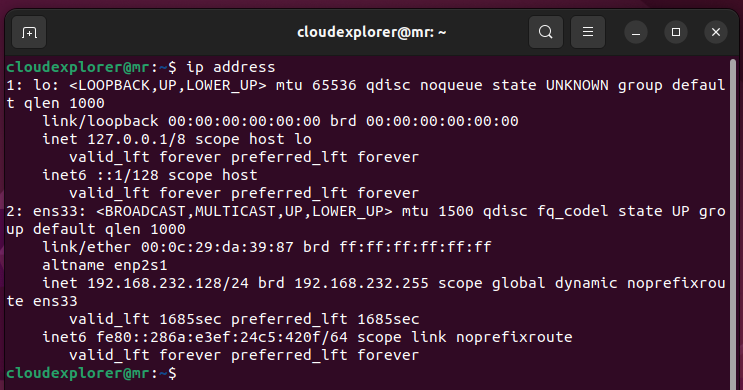 cloudexplorer@mr: ~
cloudexplorer@mr:~$ ip address
1: lo: <LOOPBACK,UP,LOWER_UP> mtu 65536 qdisc noqueue state UNKNOWN group defaul
t qlen 1000
    link/loopback 00:00:00:00:00:00 brd 00:00:00:00:00:00
    inet 127.0.0.1/8 scope host lo
       valid_lft forever preferred_lft forever
    inet6 ::1/128 scope host
       valid_lft forever preferred_lft forever
2: ens33: <BROADCAST,MULTICAST,UP,LOWER_UP> mtu 1500 qdisc fq_codel state UP gro
up default qlen 1000
    link/ether 00:0c:29:da:39:87 brd ff:ff:ff:ff:ff:ff
    altname enp2s1
    inet 192.168.232.128/24 brd 192.168.232.255 scope global dynamic noprefixrou
te ens33
       valid_lft 1685sec preferred_lft 1685sec
    inet6 fe80::286a:e3ef:24c5:420f/64 scope link noprefixroute
       valid_lft forever preferred_lft forever
cloudexplorer@mr:~$